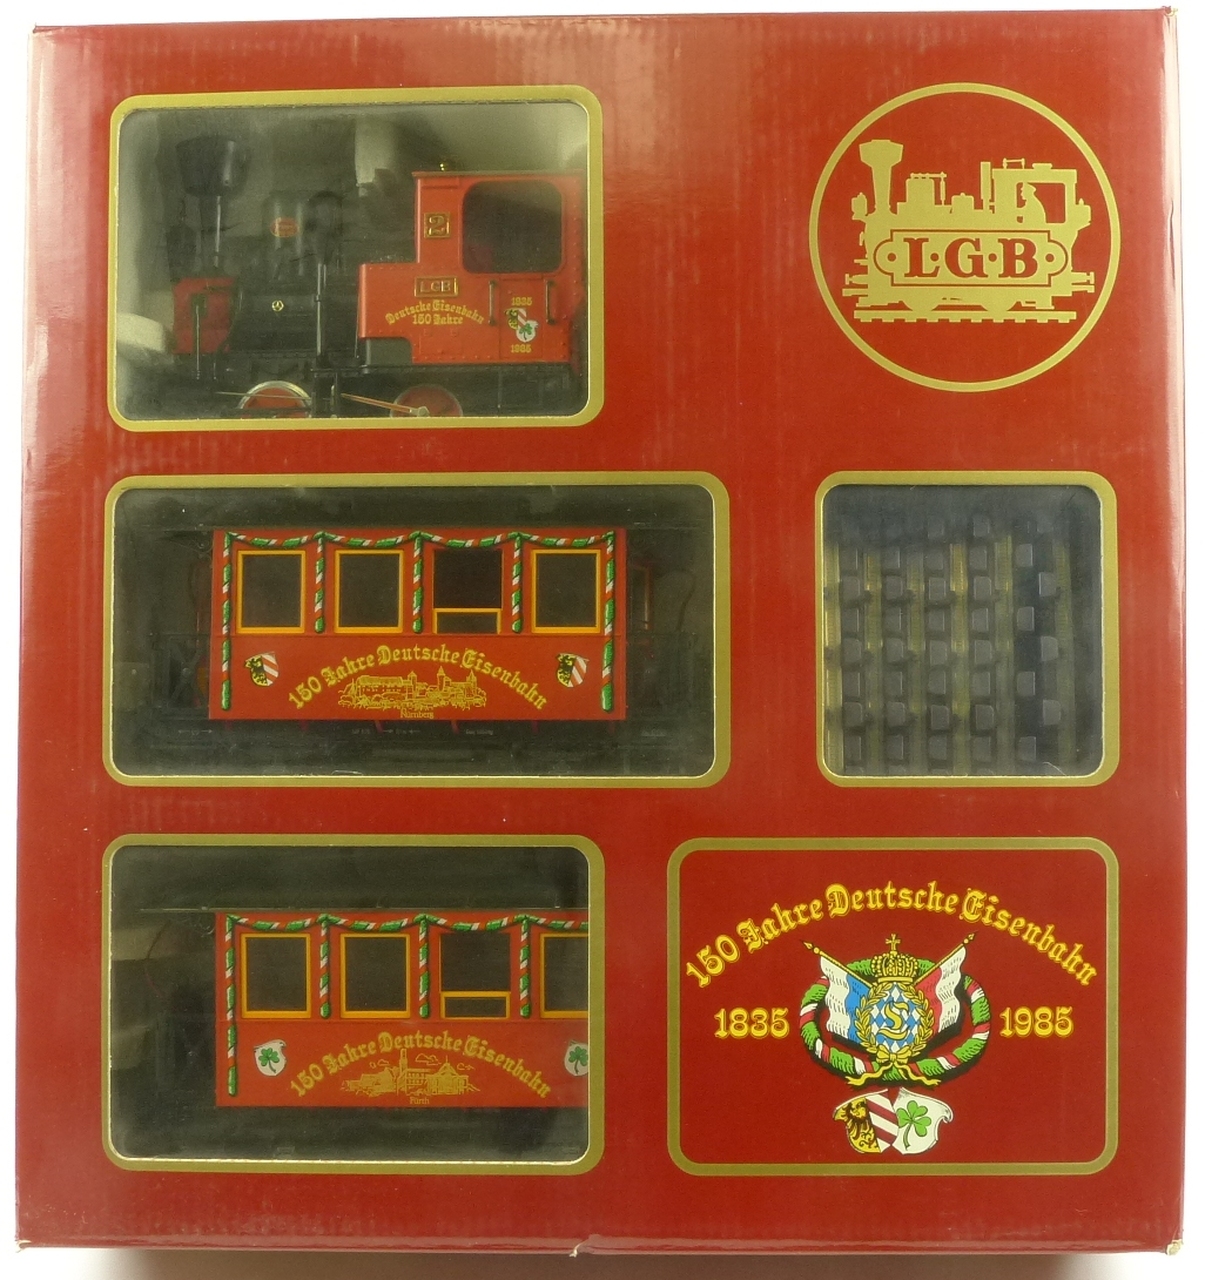 2
LGB
Deutsche Eisenbahn
150 Jahre
1835
1985
L·G·B
150 Jahre Deutsche Eisenbahn
Nürnberg
150 Jahre Deutsche Eisenbahn
Fürth
150 Jahre Deutsche Eisenbahn
1835
1985
S